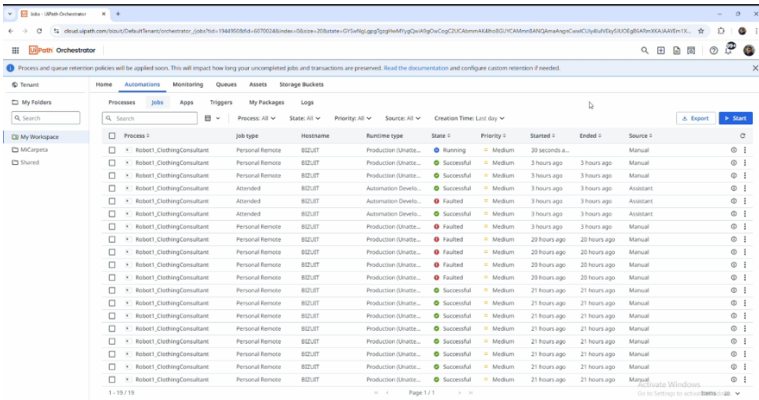 Jobs - UiPath Orchestrator
UiPath Orchestrator
Process and queue retention policies will be applied soon. This will impact how long your uncompleted jobs and transactions are preserved. Read the documentation and configure custom retention if needed.
Tenant
Home Automations Monitoring Queues Assets Storage Buckets
My Folders
Processes Jobs Apps Triggers My Packages Logs
Search
Search Process: All State: All Priority: All Source: All Creation Time: Last day Export Start
My Workspace
MiCarpeta
Shared
Process Job type Hostname Runtime type State Priority Started Ended Source
Robot1_ClothingConsultant Personal Remote BIZUIT Production (Unatte... Running Medium 30 seconds a... Manual
Robot1_ClothingConsultant Personal Remote BIZUIT Production (Unatte... Successful Medium 3 hours ago 3 hours ago Manual
Robot1_ClothingConsultant Personal Remote BIZUIT Production (Unatte... Successful Medium 3 hours ago 3 hours ago Manual
Robot1_ClothingConsultant Attended BIZUIT Automation Develo... Successful Medium 3 hours ago 3 hours ago Assistant
Robot1_ClothingConsultant Attended BIZUIT Automation Develo... Faulted Medium 3 hours ago 3 hours ago Assistant
Robot1_ClothingConsultant Attended BIZUIT Automation Develo... Successful Medium 3 hours ago 3 hours ago Assistant
Robot1_ClothingConsultant Personal Remote BIZUIT Production (Unatte... Faulted Medium 3 hours ago 3 hours ago Manual
Robot1_ClothingConsultant Personal Remote BIZUIT Production (Unatte... Faulted Medium 20 hours ago 20 hours ago Manual
Robot1_ClothingConsultant Personal Remote BIZUIT Production (Unatte... Faulted Medium 20 hours ago 20 hours ago Manual
Robot1_ClothingConsultant Personal Remote BIZUIT Production (Unatte... Faulted Medium 20 hours ago 20 hours ago Manual
Robot1_ClothingConsultant Personal Remote BIZUIT Production (Unatte... Faulted Medium 20 hours ago 20 hours ago Manual
Robot1_ClothingConsultant Personal Remote BIZUIT Production (Unatte... Successful Medium 21 hours ago 21 hours ago Manual
Robot1_ClothingConsultant Personal Remote BIZUIT Production (Unatte... Successful Medium 21 hours ago 21 hours ago Manual
Robot1_ClothingConsultant Personal Remote BIZUIT Production (Unatte... Successful Medium 21 hours ago 21 hours ago Manual
Robot1_ClothingConsultant Personal Remote BIZUIT Production (Unatte... Successful Medium 21 hours ago 21 hours ago Manual
Robot1_ClothingConsultant Personal Remote BIZUIT Production (Unatte... Successful Medium 21 hours ago 21 hours ago Manual
Robot1_ClothingConsultant Personal Remote BIZUIT Production (Unatte... Successful Medium 21 hours ago 21 hours ago Manual
Robot1_ClothingConsultant Personal Remote BIZUIT Production (Unatte... Successful Medium 21 hours ago 21 hours ago Manual
Robot1_ClothingConsultant Personal Remote BIZUIT Production (Unatte... Successful Medium 21 hours ago 21 hours ago Manual
Activate Windows
1 - 19 / 19 Page 1 / 1 Items
Go to Settings to activate